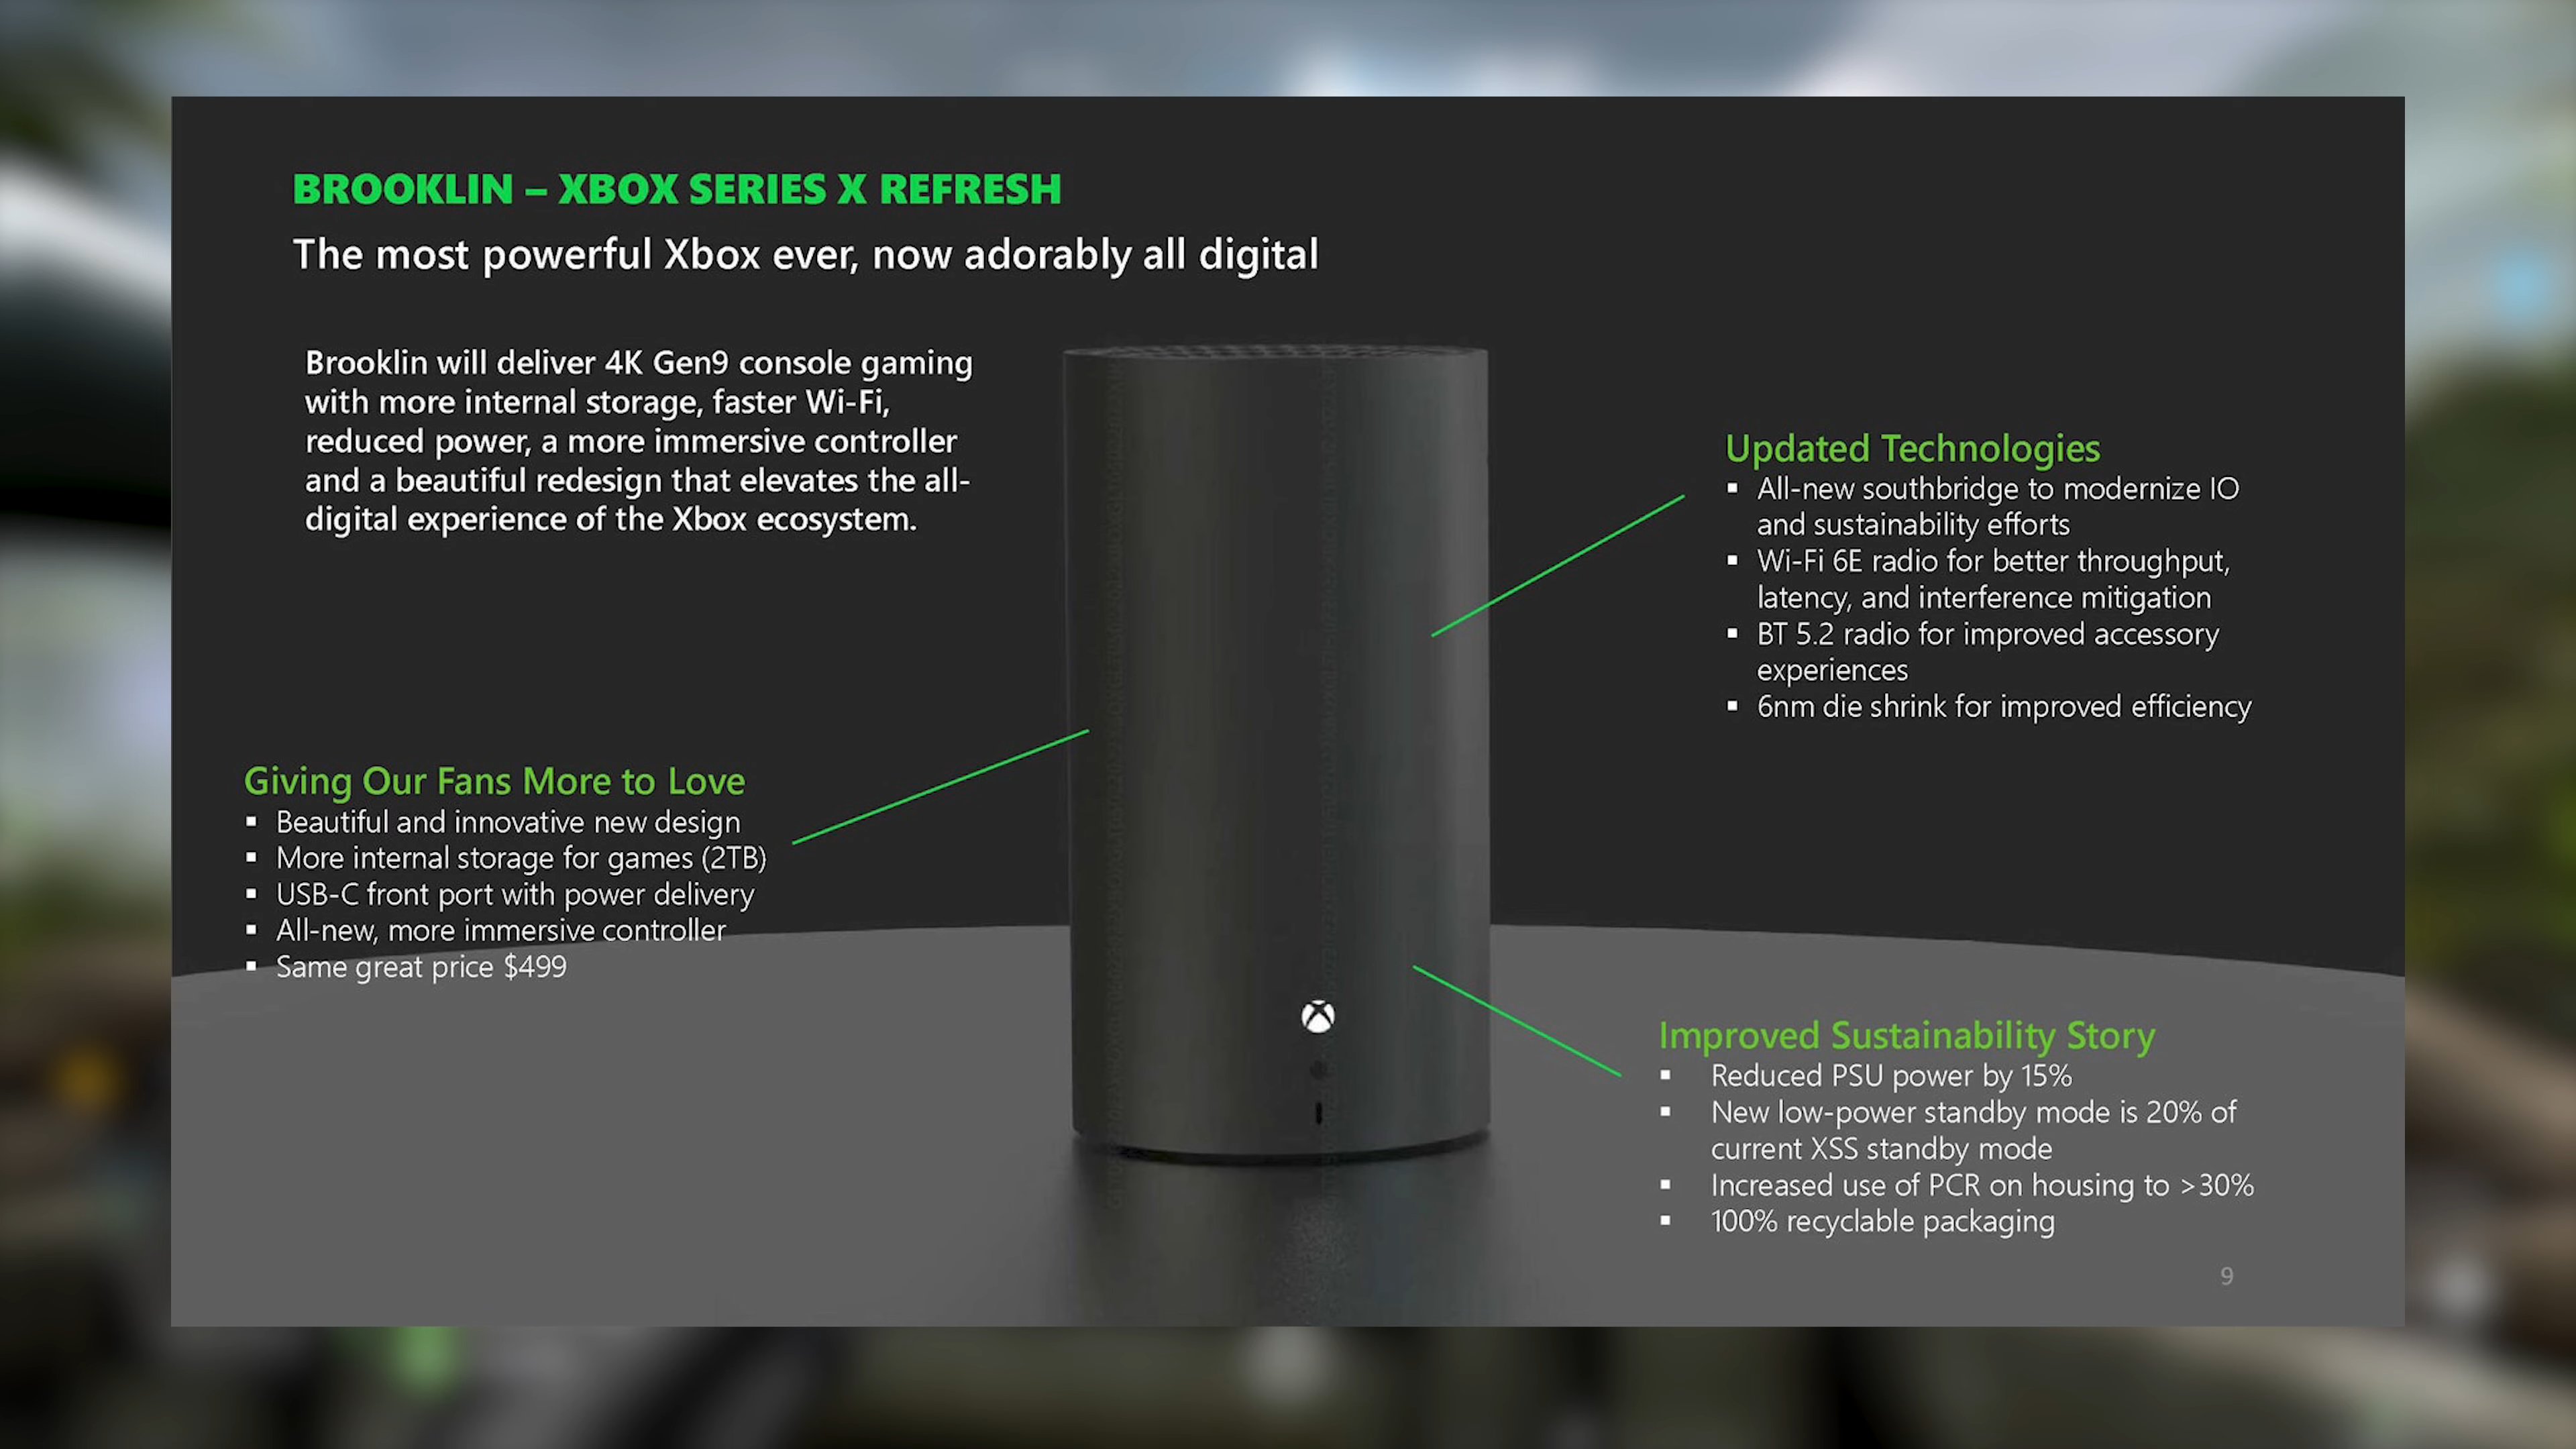 BROOKLIN – XBOX SERIES X REFRESH
The most powerful Xbox ever, now adorably all digital
Brooklin will deliver 4K Gen9 console gaming
with more internal storage, faster Wi-Fi,
reduced power, a more immersive controller
and a beautiful redesign that elevates the all-
digital experience of the Xbox ecosystem.
Giving Our Fans More to Love
▪ Beautiful and innovative new design
▪ More internal storage for games (2TB)
▪ USB-C front port with power delivery
▪ All-new, more immersive controller
▪ Same great price $499
Updated Technologies
▪ All-new southbridge to modernize IO
and sustainability efforts
▪ Wi-Fi 6E radio for better throughput,
latency, and interference mitigation
▪ BT 5.2 radio for improved accessory
experiences
▪ 6nm die shrink for improved efficiency
Improved Sustainability Story
▪ Reduced PSU power by 15%
▪ New low-power standby mode is 20% of
current XSS standby mode
▪ Increased use of PCR on housing to >30%
▪ 100% recyclable packaging
9